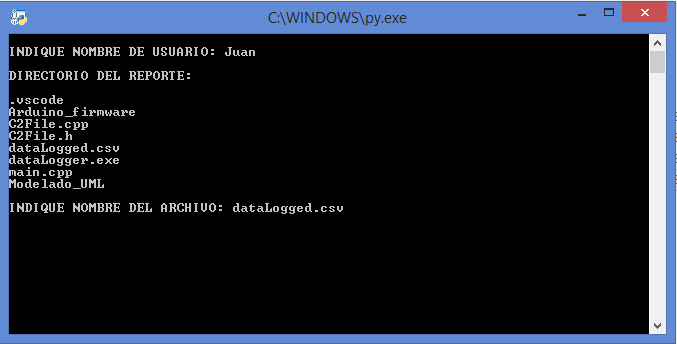 C:\WINDOWS\py.exe
INDIQUE NOMBRE DE USUARIO: Juan
DIRECTORIO DEL REPORTE:
.vscode
Arduino_firmware
C2File.cpp
C2File.h
dataLogged.csv
dataLogger.exe
main.cpp
Modelado_UML
INDIQUE NOMBRE DEL ARCHIVO: dataLogged.csv